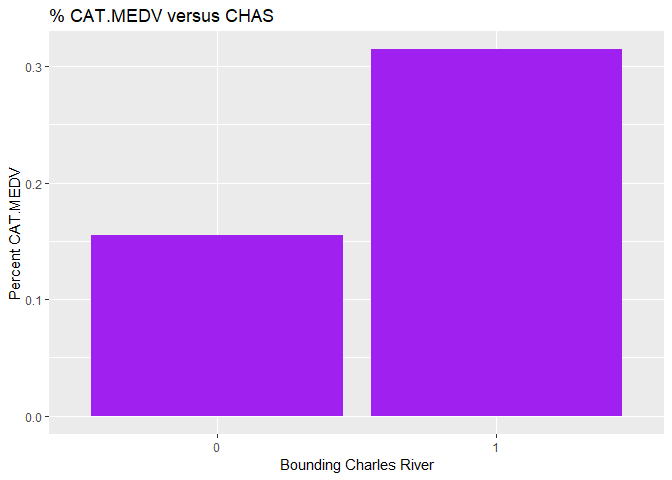 % CAT.MEDV versus CHAS
Percent CAT.MEDV
0.3
0.2
0.1
0.0
0
1
Bounding Charles River